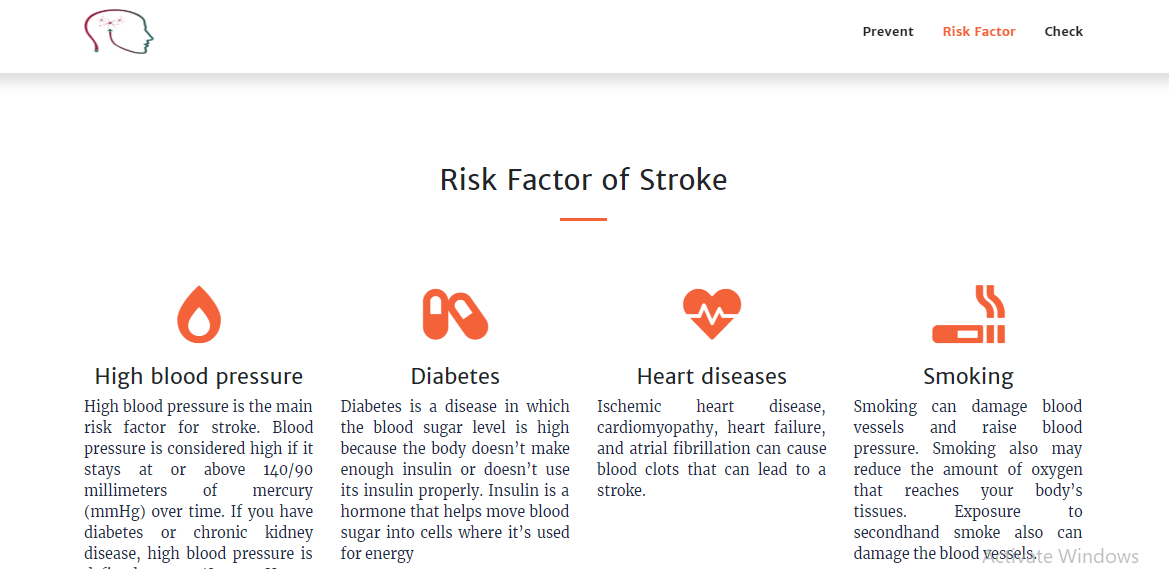 Prevent
Risk Factor
Check
Risk Factor of Stroke
High blood pressure
High blood pressure is the main
risk factor for stroke. Blood
pressure is considered high if it
stays at or above 140/90
millimeters of mercury
(mmHg) over time. If you have
diabetes or chronic kidney
disease, high blood pressure is
Diabetes
Diabetes is a disease in which
the blood sugar level is high
because the body doesn’t make
enough insulin or doesn’t use
its insulin properly. Insulin is a
hormone that helps move blood
sugar into cells where it’s used
for energy
Heart diseases
Ischemic heart disease,
cardiomyopathy, heart failure,
and atrial fibrillation can cause
blood clots that can lead to a
stroke.
Smoking
Smoking can damage blood
vessels and raise blood
pressure. Smoking also may
reduce the amount of oxygen
that reaches your body’s
tissues. Exposure to
secondhand smoke also can
damage the blood vessels.
Activate Windows